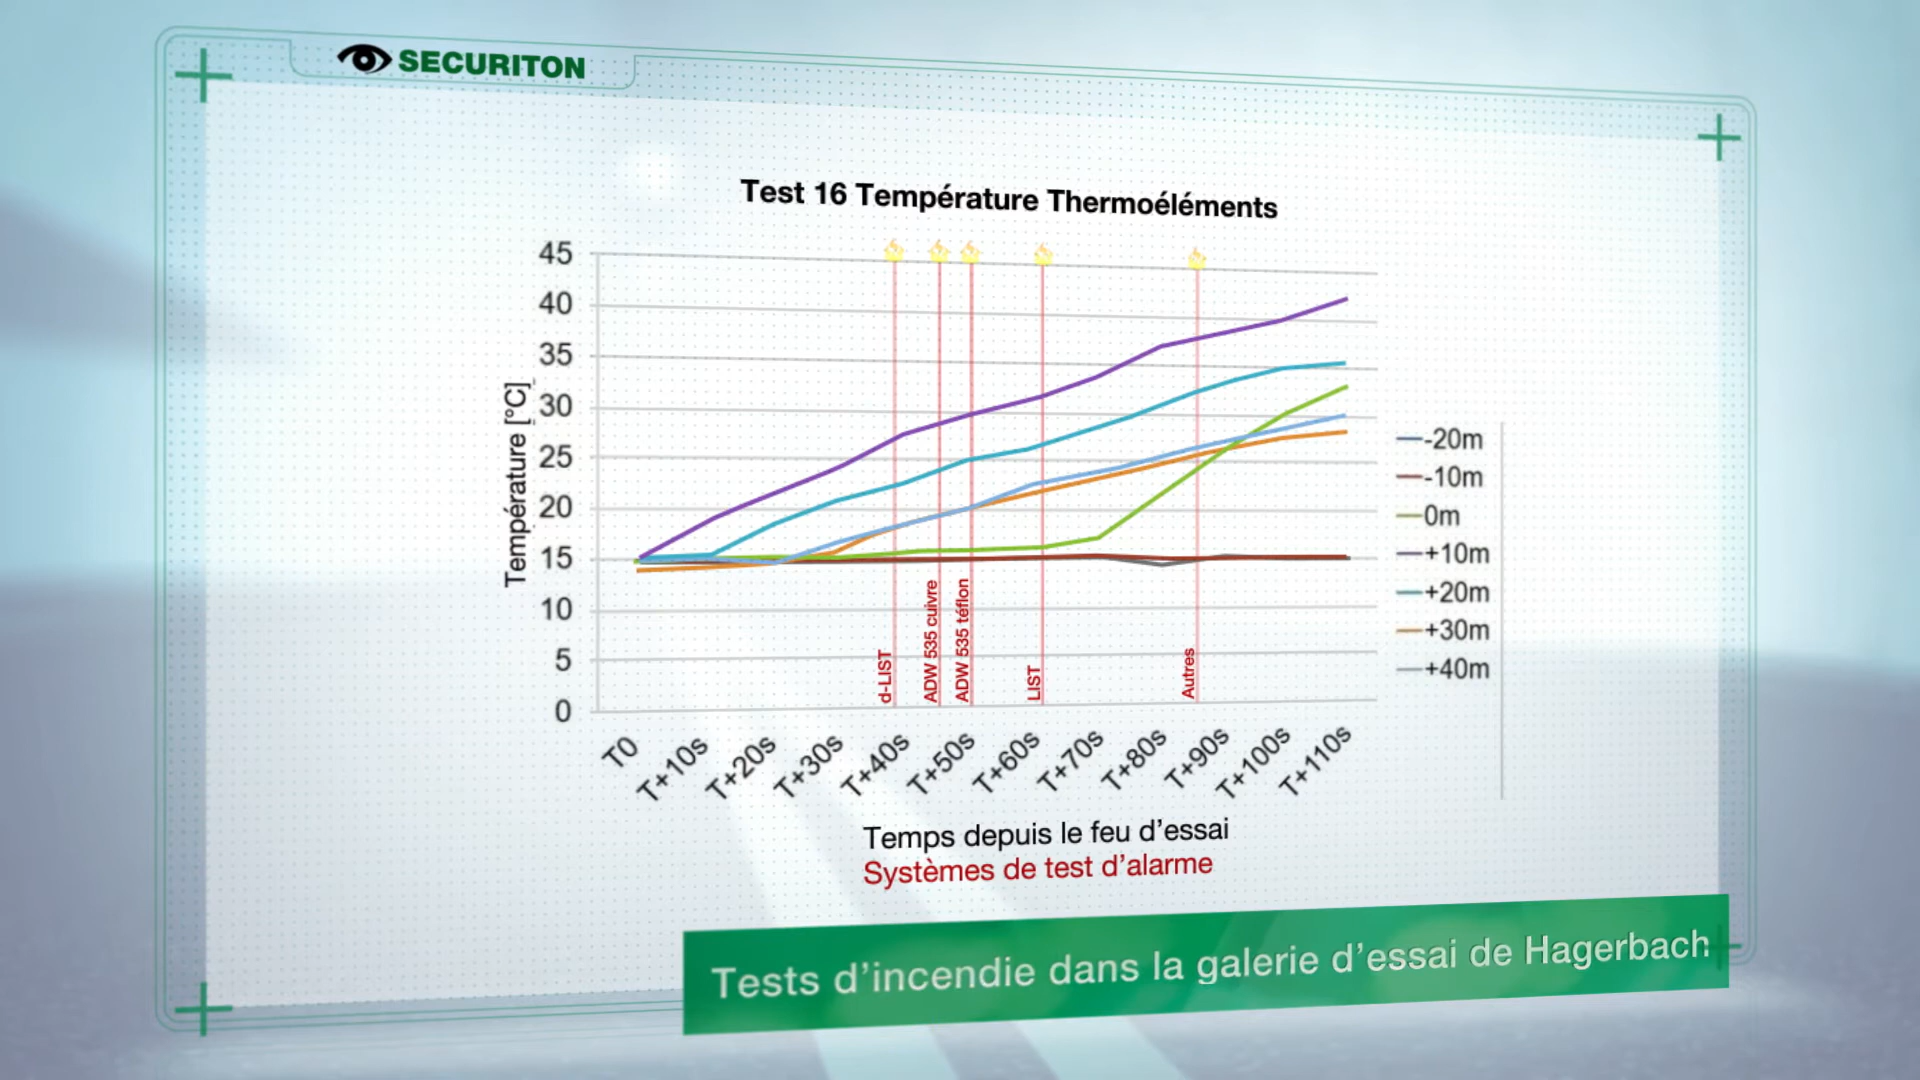 SECURITON
Test 16 Température Thermoéléments
45
40
35
30
25
20
15
10
5
0
Température [°C]
d-LIST
ADW 535 cuivre
ADW 535 téflon
LIST
Autres
T0
T+10s
T+20s
T+30s
T+40s
T+50s
T+60s
T+70s
T+80s
T+90s
T+100s
T+110s
-20m
-10m
0m
+10m
+20m
+30m
+40m
Temps depuis le feu d’essai
Systèmes de test d’alarme
Tests d’incendie dans la galerie d’essai de Hagerbach